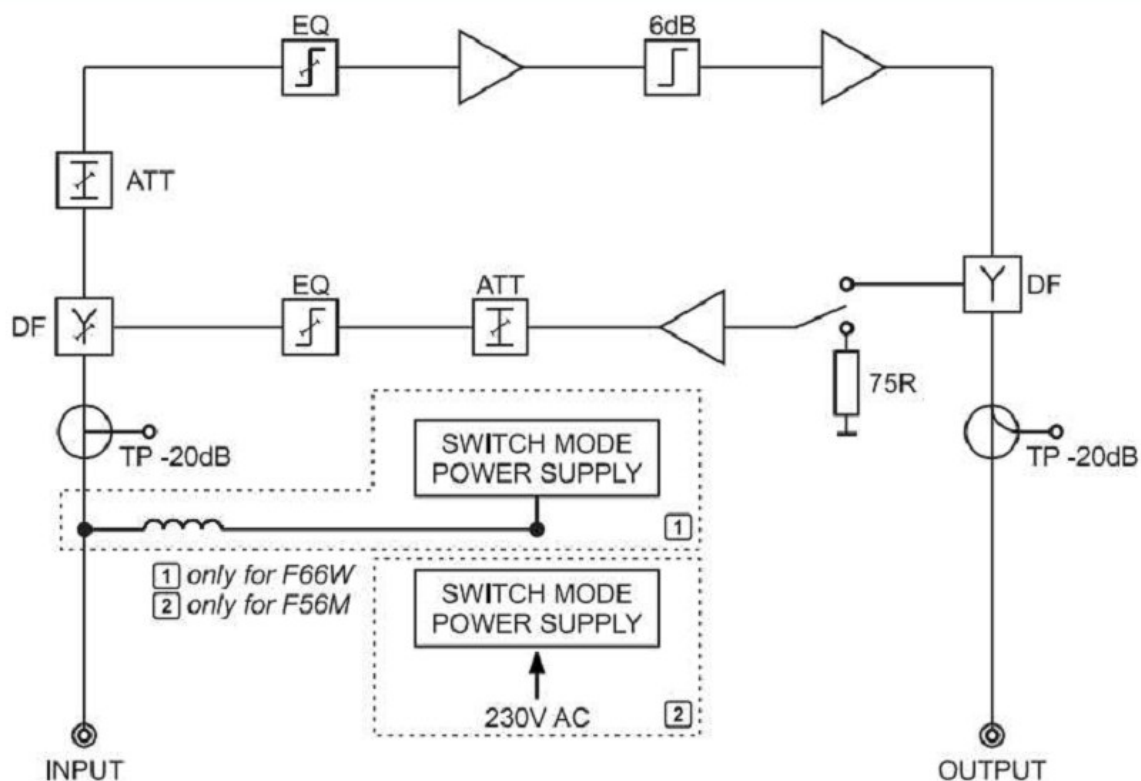 EQ
6dB
ATT
EQ
ATT
DF
DF
75R
TP -20dB
SWITCH MODE
POWER SUPPLY
TP -20dB
1
1 only for F66W
2 only for F56M
SWITCH MODE
POWER SUPPLY
230V AC
2
INPUT
OUTPUT